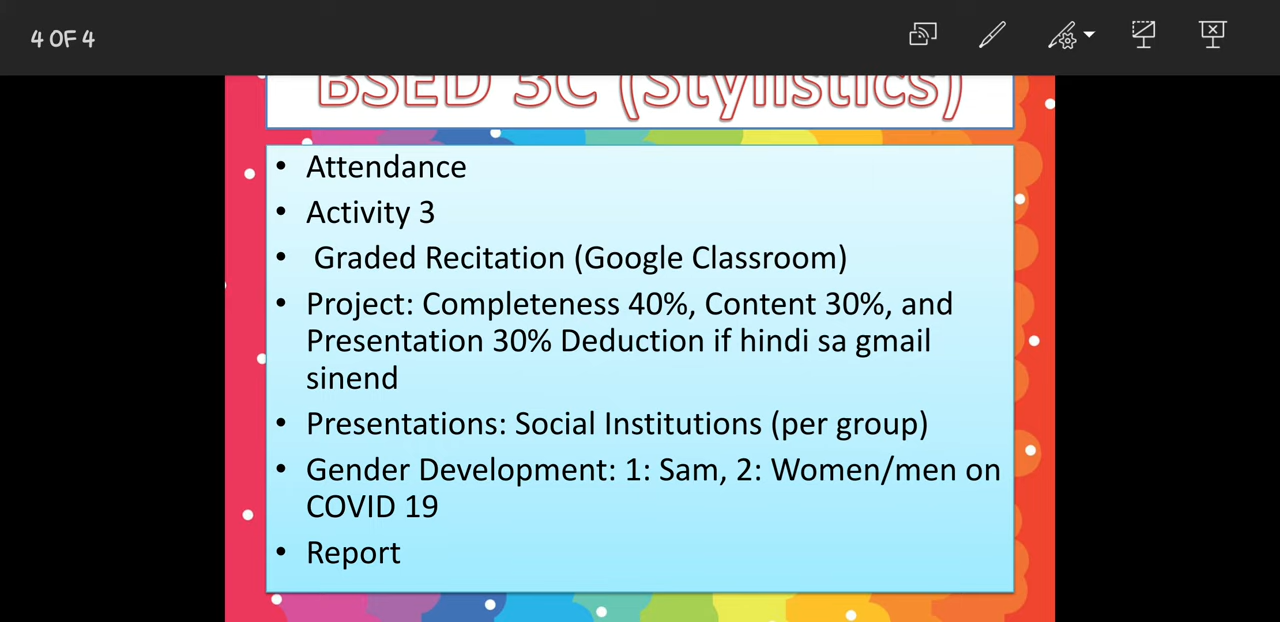 4 OF 4
BSED 3C (Stylistics)
• Attendance
• Activity 3
• Graded Recitation (Google Classroom)
• Project: Completeness 40%, Content 30%, and
Presentation 30% Deduction if hindi sa gmail
sinend
• Presentations: Social Institutions (per group)
• Gender Development: 1: Sam, 2: Women/men on
COVID 19
• Report